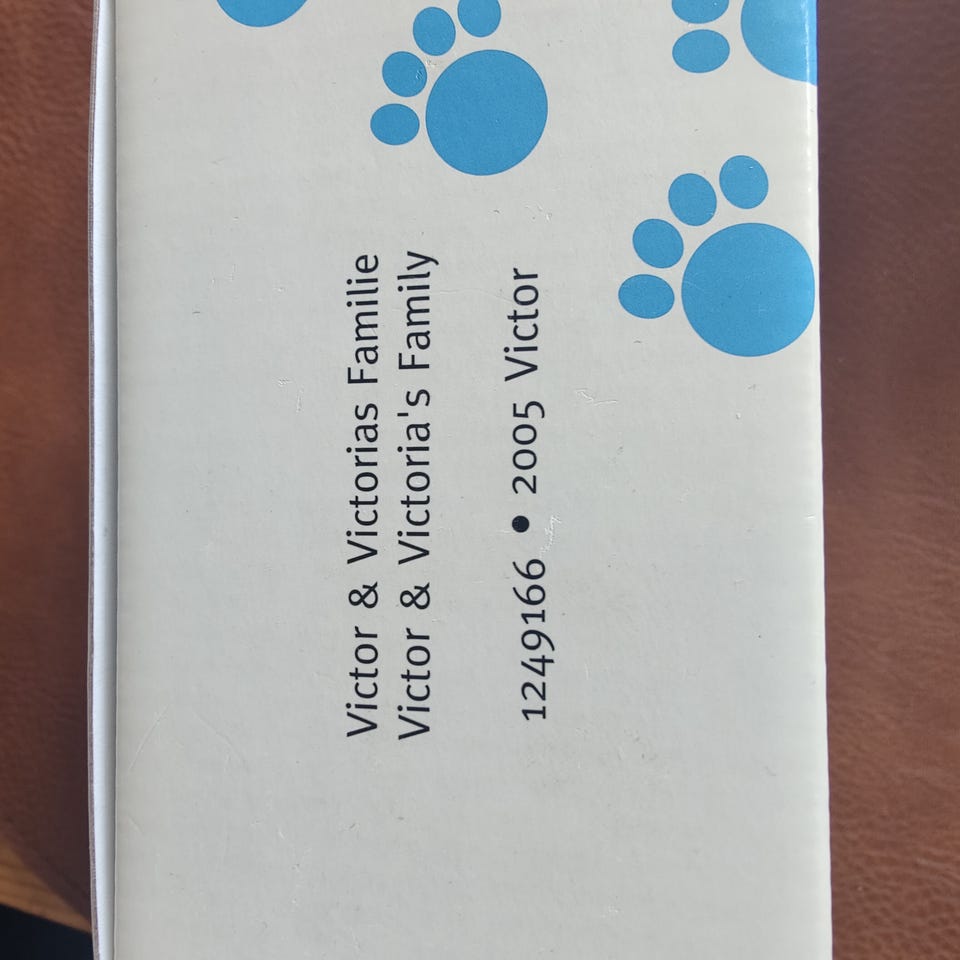 Victor & Victorias Familie
Victor & Victoria's Family
1249166 • 2005 Victor